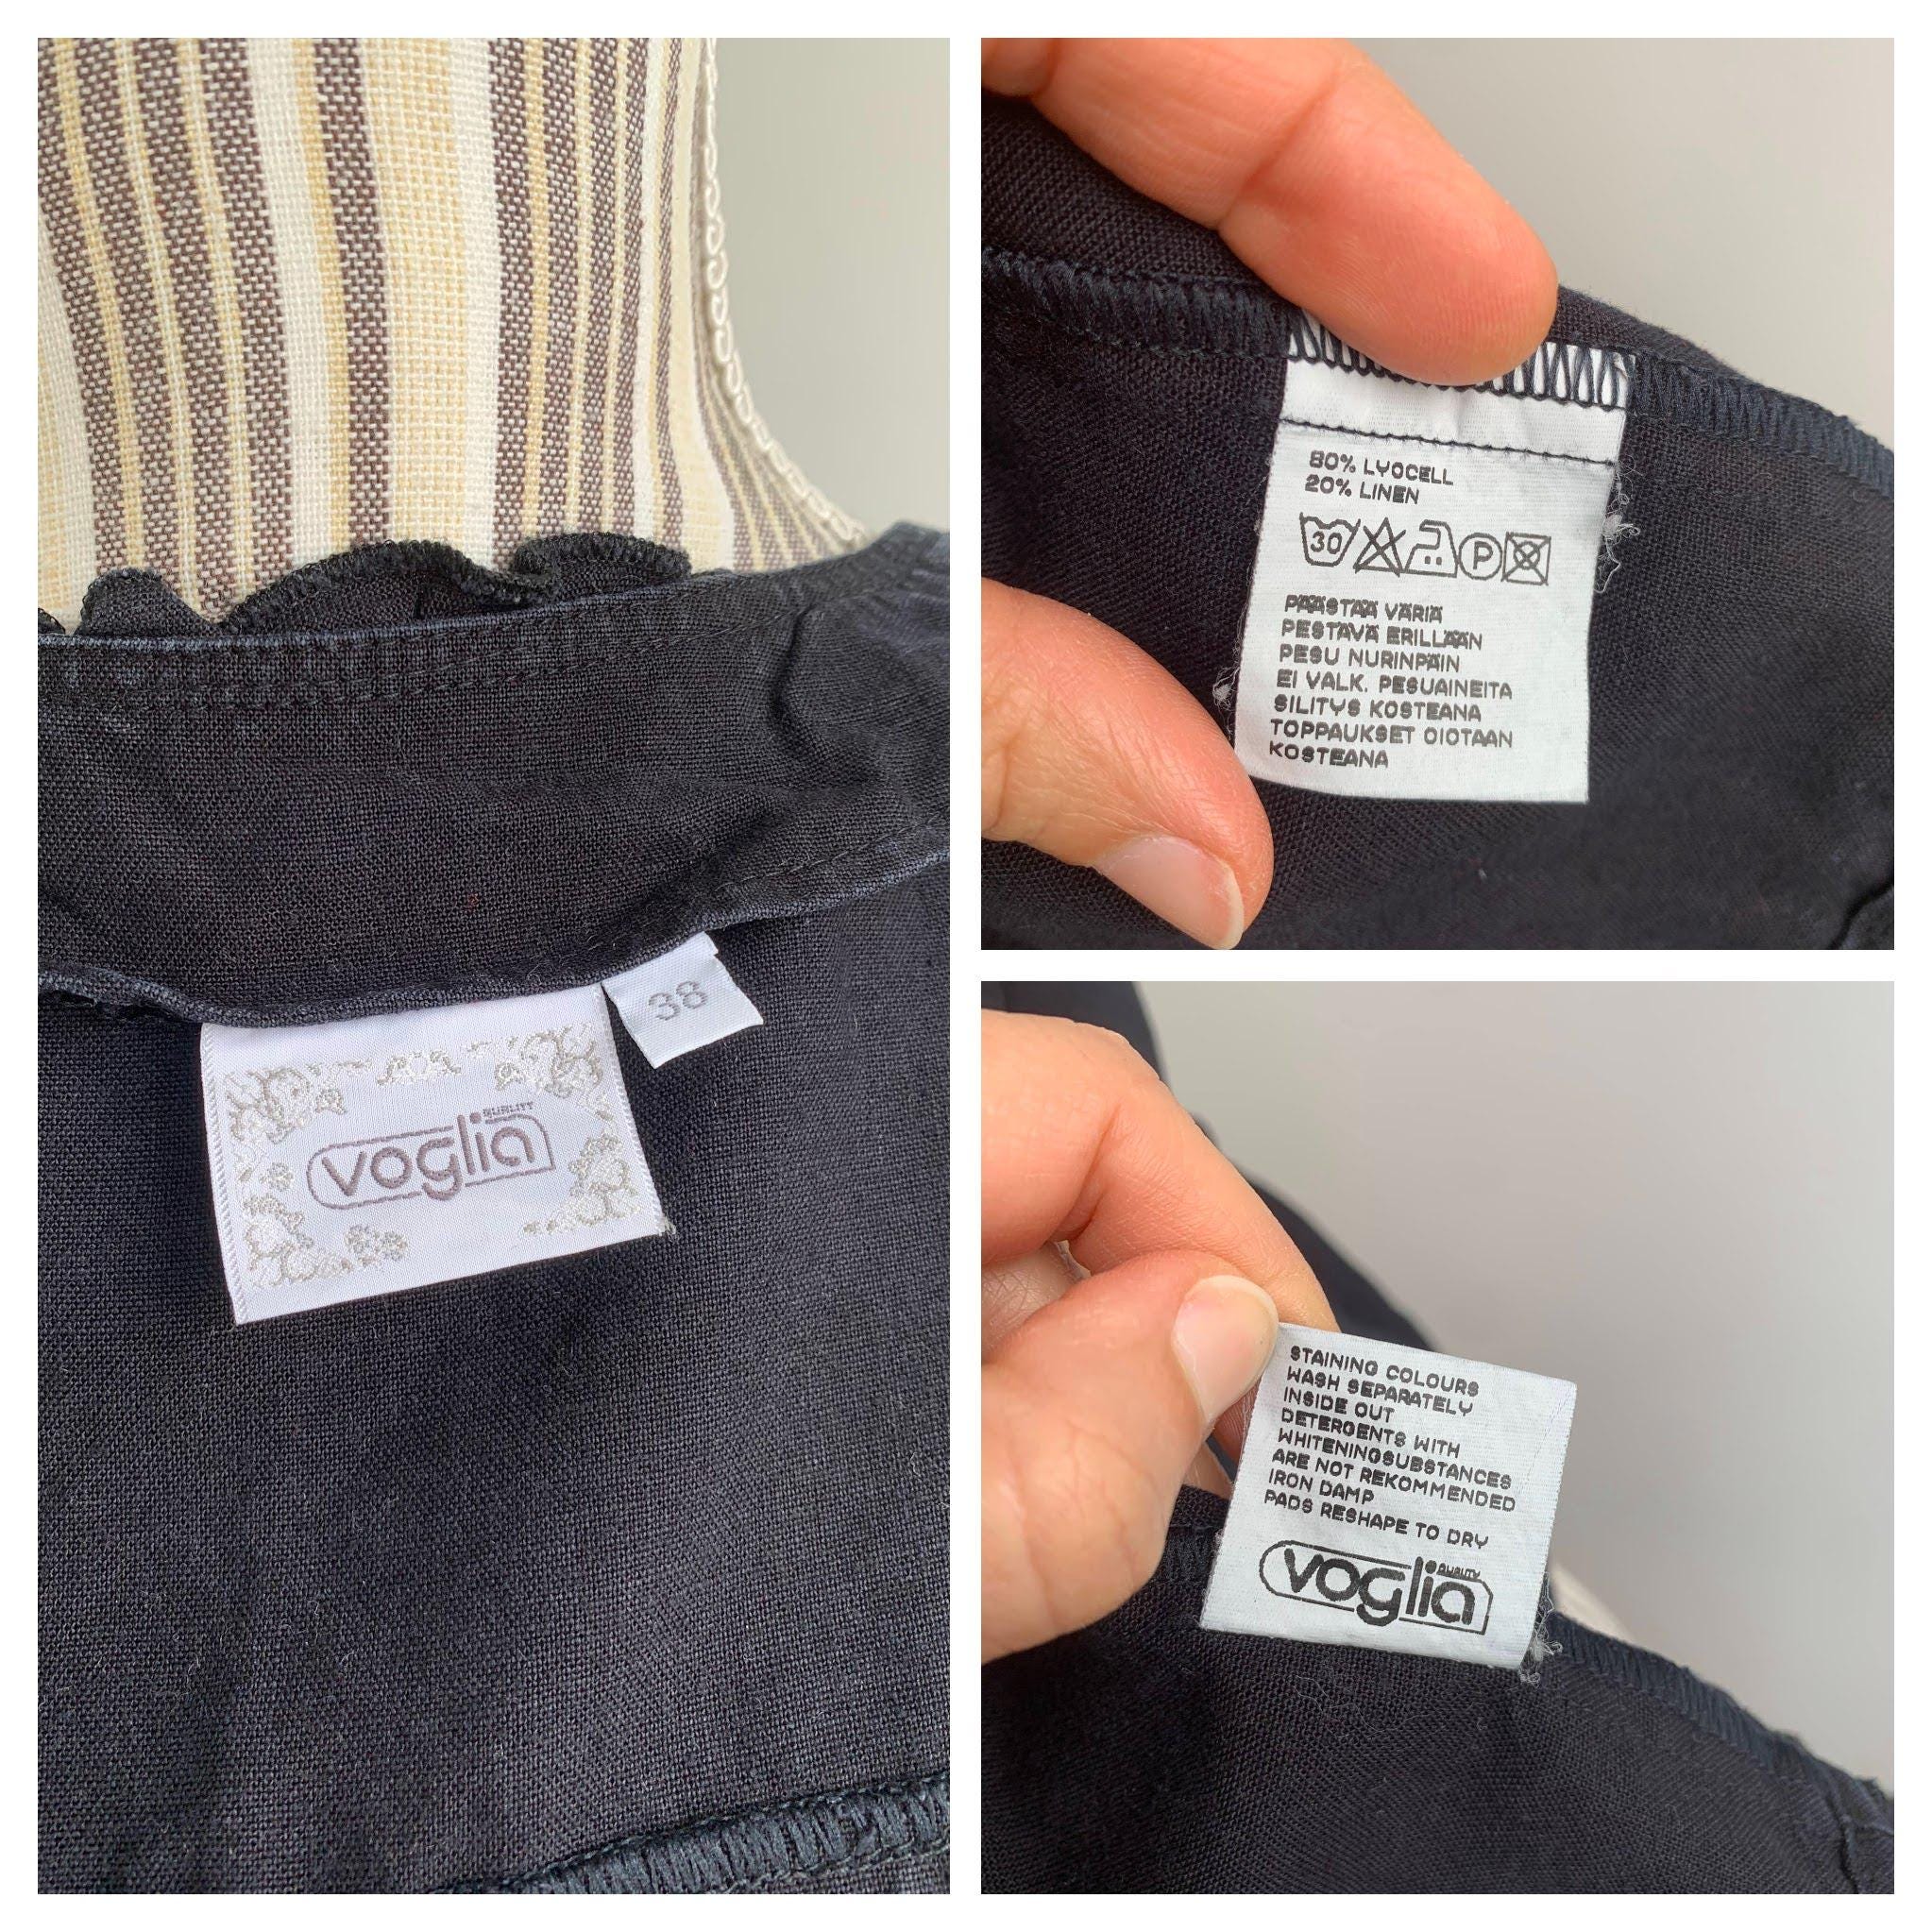 38
QUALITY
voglia
80% LYOCELL
20% LINEN
30 P
PÄÄSTÄÄ VÄRIÄ
PESTÄVÄ ERILLÄÄN
PESU NURINPÄIN
EI VALK. PESUAINEITA
SILITYS KOSTEANA
TOPPAUKSET OIOTAAN
KOSTEANA
STAINING COLOURS
WASH SEPARATELY
INSIDE OUT
DETERGENTS WITH
WHITENINGSUBSTANCES
ARE NOT REKOMMENDED
IRON DAMP
PADS RESHAPE TO DRY
QUALITY
voglia